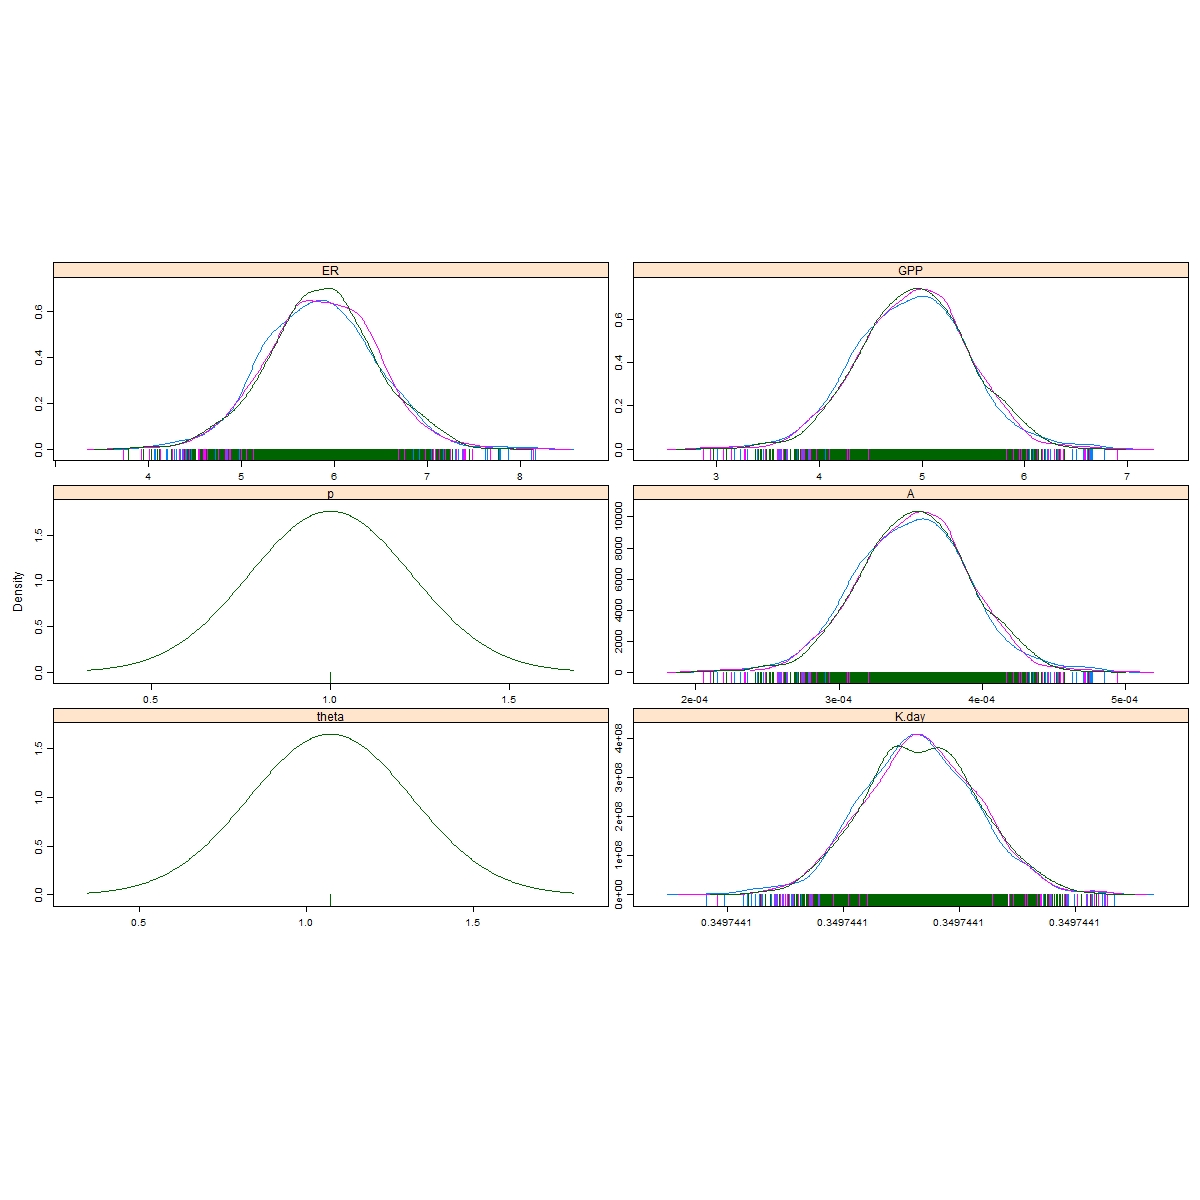 ER
GPP
0.0 0.2 0.4 0.6
4 5 6 7 8
0.0 0.2 0.4 0.6
3 4 5 6 7
p
A
Density
0.0 0.5 1.0 1.5
0.5 1.0 1.5
0 2000 4000 6000 8000 10000
2e-04 3e-04 4e-04 5e-04
theta
K.day
0.0 0.5 1.0 1.5
0.5 1.0 1.5
0e+00 1e+08 2e+08 3e+08 4e+08
0.3497441 0.3497441 0.3497441 0.3497441